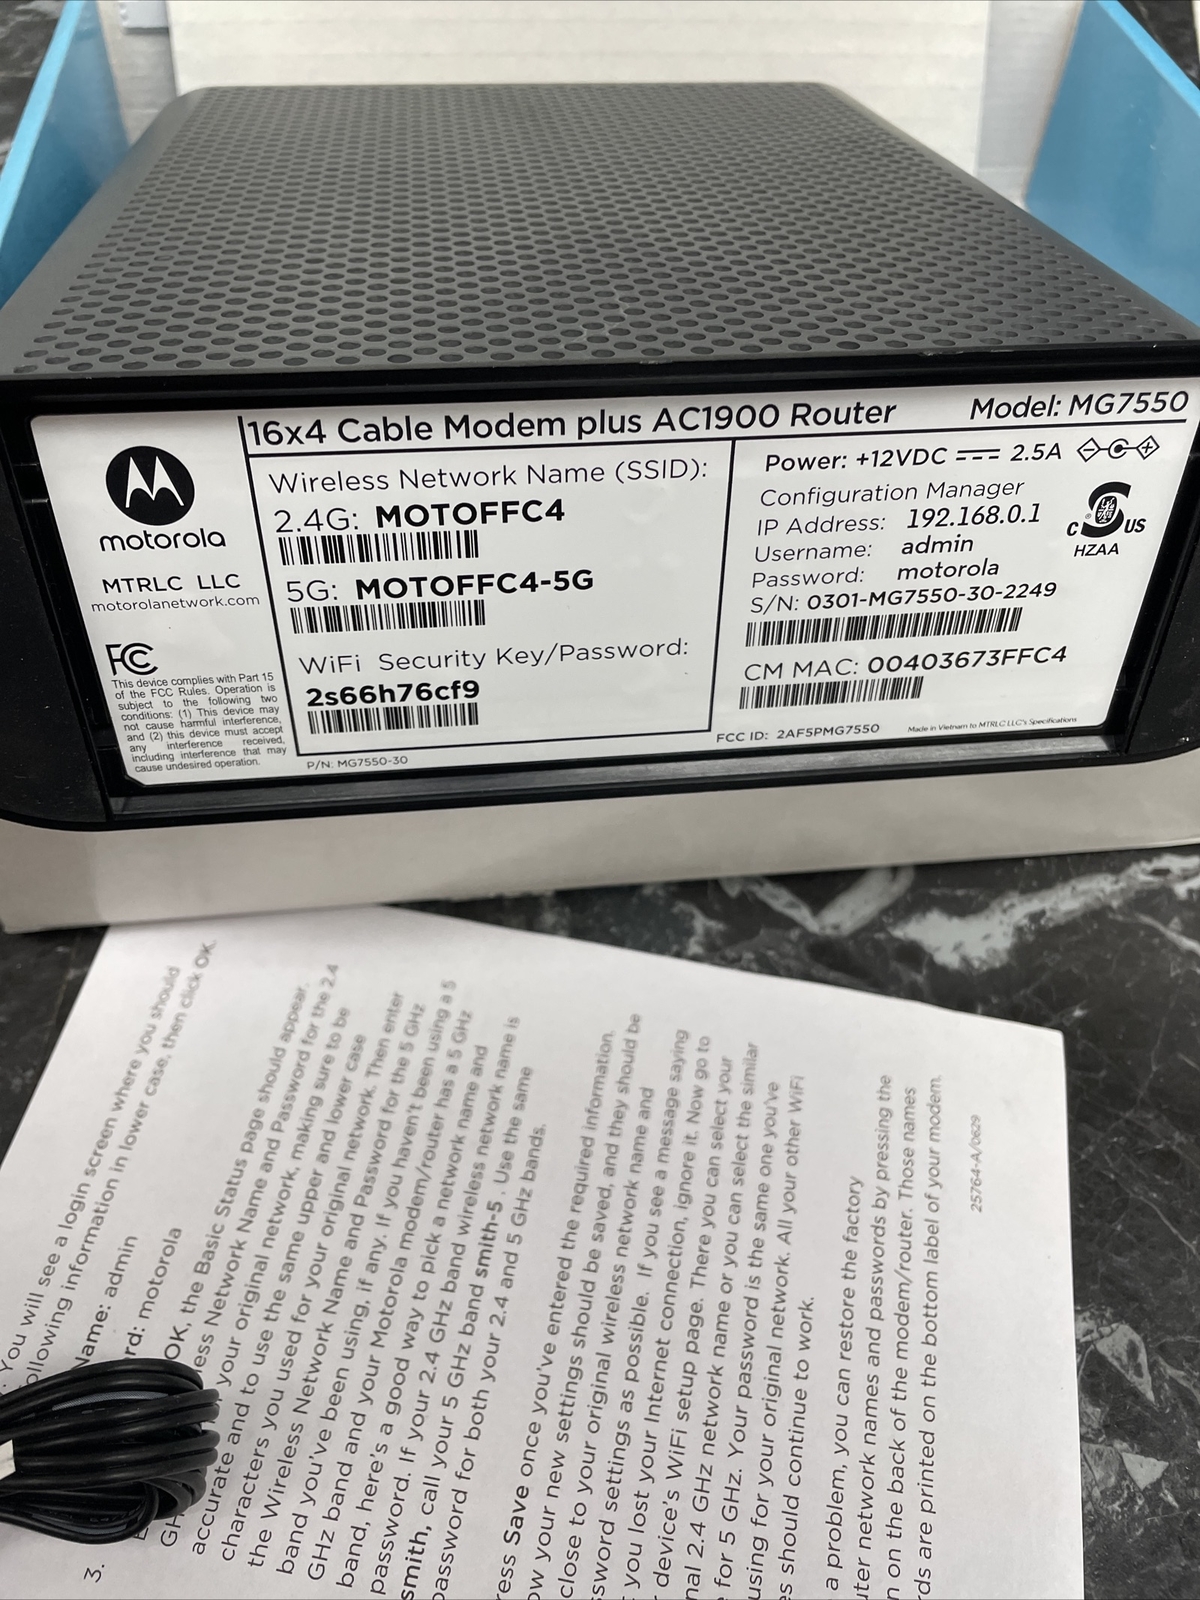 16x4 Cable Modem plus AC1900 Router
Model: MG7550
motorola
MTRLC LLC
motorolanetwork.com
FC
This device complies with Part 15
of the FCC Rules. Operation is
subject to the following two
conditions: (1) This device may
not cause harmful interference,
and (2) this device must accept
any interference received,
including interference that may
cause undesired operation.
Wireless Network Name (SSID):
2.4G: MOTOFFC4
5G: MOTOFFC4-5G
WiFi Security Key/Password:
2s66h76cf9
P/N: MG7550-30
Power: +12VDC 2.5A
Configuration Manager
IP Address: 192.168.0.1
Username: admin
Password: motorola
S/N: 0301-MG7550-30-2249
CM MAC: 00403673FFC4
FCC ID: 2AF5PMG7550
Made in Vietnam to MTRLC LLC's Specifications
C S US
®
HZAA
You will see a login screen where you should
ollowing information in lower case, then click OK.
Name: admin
rd: motorola
3.
OK, the Basic Status page should appear.
ess Network Name and Password for the 2.4
GH
your original network, making sure to be
accurate and to use the same upper and lower case
characters you used for your original network. Then enter
the Wireless Network Name and Password for the 5 GHz
band you've been using, if any. If you haven't been using a 5
GHz band and your Motorola modem/router has a 5 GHz
band, here's a good way to pick a network name and
password. If your 2.4 GHz band wireless network name is
smith, call your 5 GHz band smith-5. Use the same
password for both your 2.4 and 5 GHz bands.
ress Save once you've entered the required information.
ow your new settings should be saved, and they should be
close to your original wireless network name and
ssword settings as possible. If you see a message saying
you lost your Internet connection, ignore it. Now go to
device's WiFi setup page. There you can select your
nal 2.4 GHz network name or you can select the similar
for 5 GHz. Your password is the same one you've
using for your original network. All your other WiFi
es should continue to work.
a problem, you can restore the factory
uter network names and passwords by pressing the
n on the back of the modem/router. Those names
rds are printed on the bottom label of your modem.
25764-A/0629